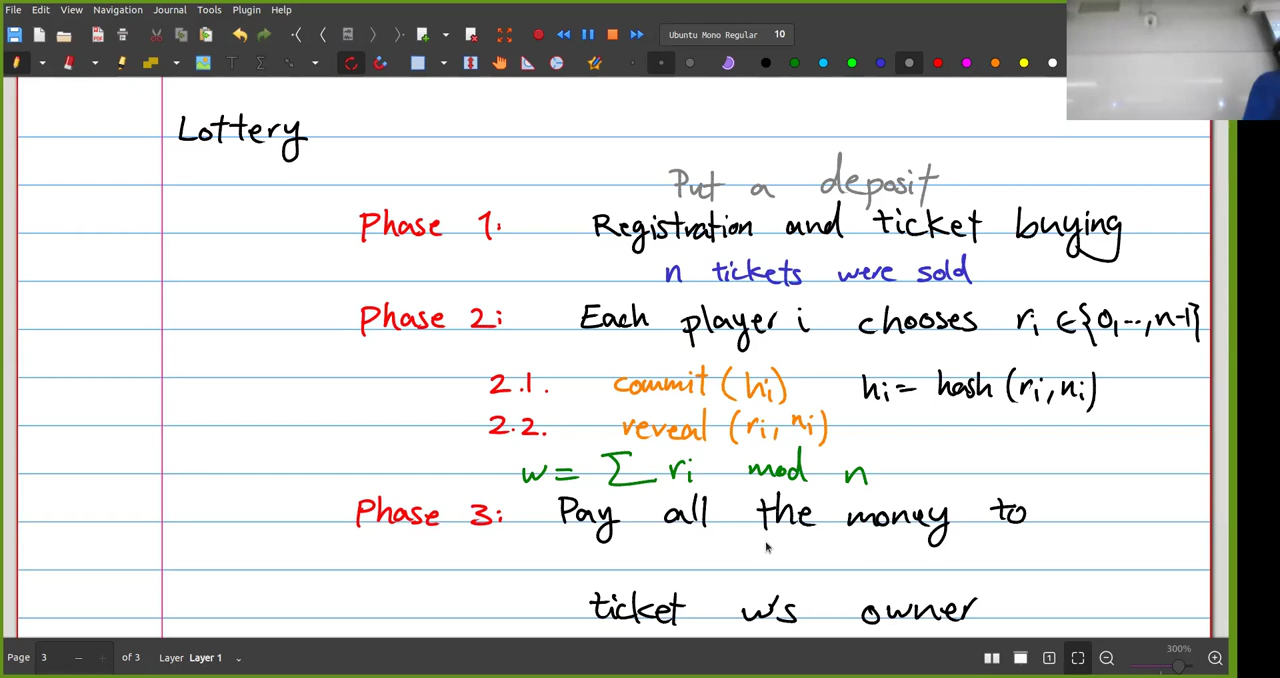 File Edit View Navigation Journal Tools Plugin Help
Ubuntu Mono Regular 10
Lottery
Put a deposit
Phase 1: Registration and ticket buying
n tickets were sold
Phase 2: Each player i chooses ri ∈{0,..,n-1}
2.1. commit (hi) hi = hash (ri, ni)
2.2. reveal (ri, ni)
w = ∑ ri mod n
Phase 3: Pay all the money to
ticket w's owner
Page 3 of 3 Layer Layer 1 300%